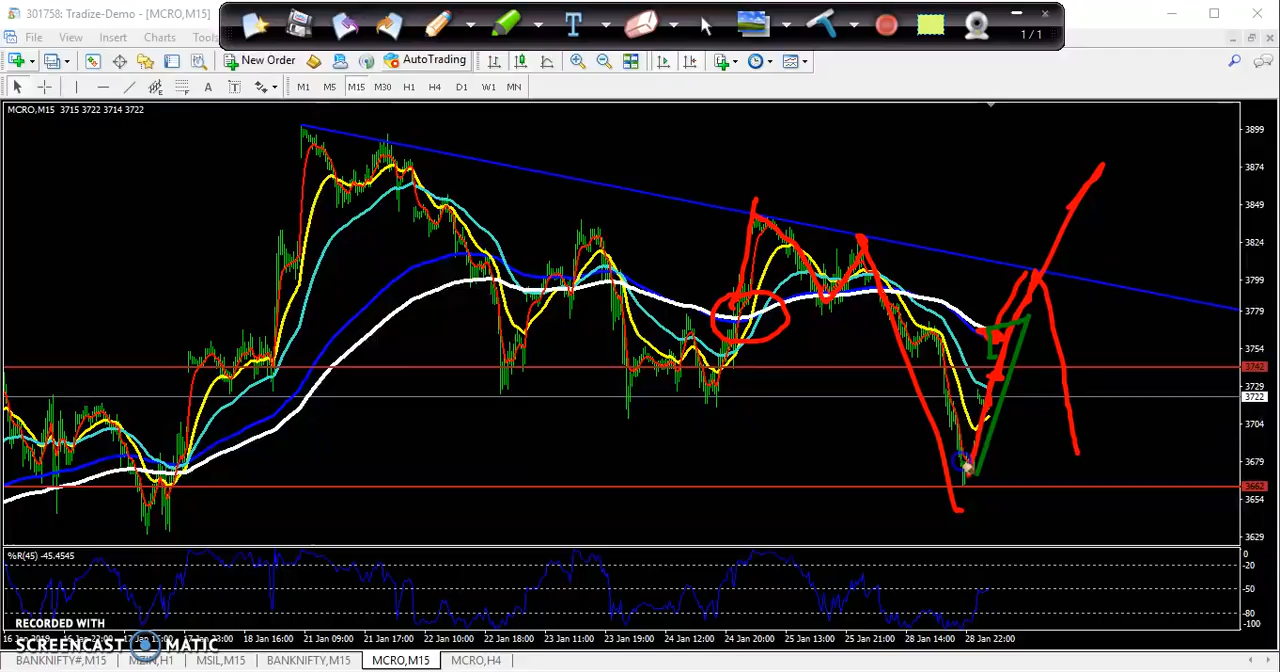 301758: Tradize-Demo - [MCRO,M15]
File View Insert Charts Tools
1/1
New Order AutoTrading
A T M1 M5 M15 M30 H1 H4 D1 W1 MN
MCRO,M15 3715 3722 3714 3722
3899
3874
3849
3824
3799
3779
3754
3742
3729
3722
3704
3679
3662
3654
3629
%R(45) -45.4545
0
-20
-50
-80
-100
RECORDED WITH
SCREENCAST MATIC
18 Jan 16:00 21 Jan 09:00 21 Jan 17:00 22 Jan 10:00 22 Jan 18:00 23 Jan 11:00 23 Jan 19:00 24 Jan 12:00 24 Jan 20:00 25 Jan 13:00 25 Jan 21:00 28 Jan 14:00 28 Jan 22:00
BANKNIFTY#,M15 MZIN,H1 MSIL,M15 BANKNIFTY,M15 MCRO,M15 MCRO,H4